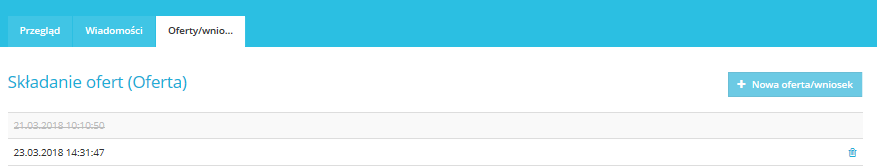 Przegląd
Wiadomości
Oferty/wnio...
Składanie ofert (Oferta)
+ Nowa oferta/wniosek
21.03.2018 10:10:50
23.03.2018 14:31:47